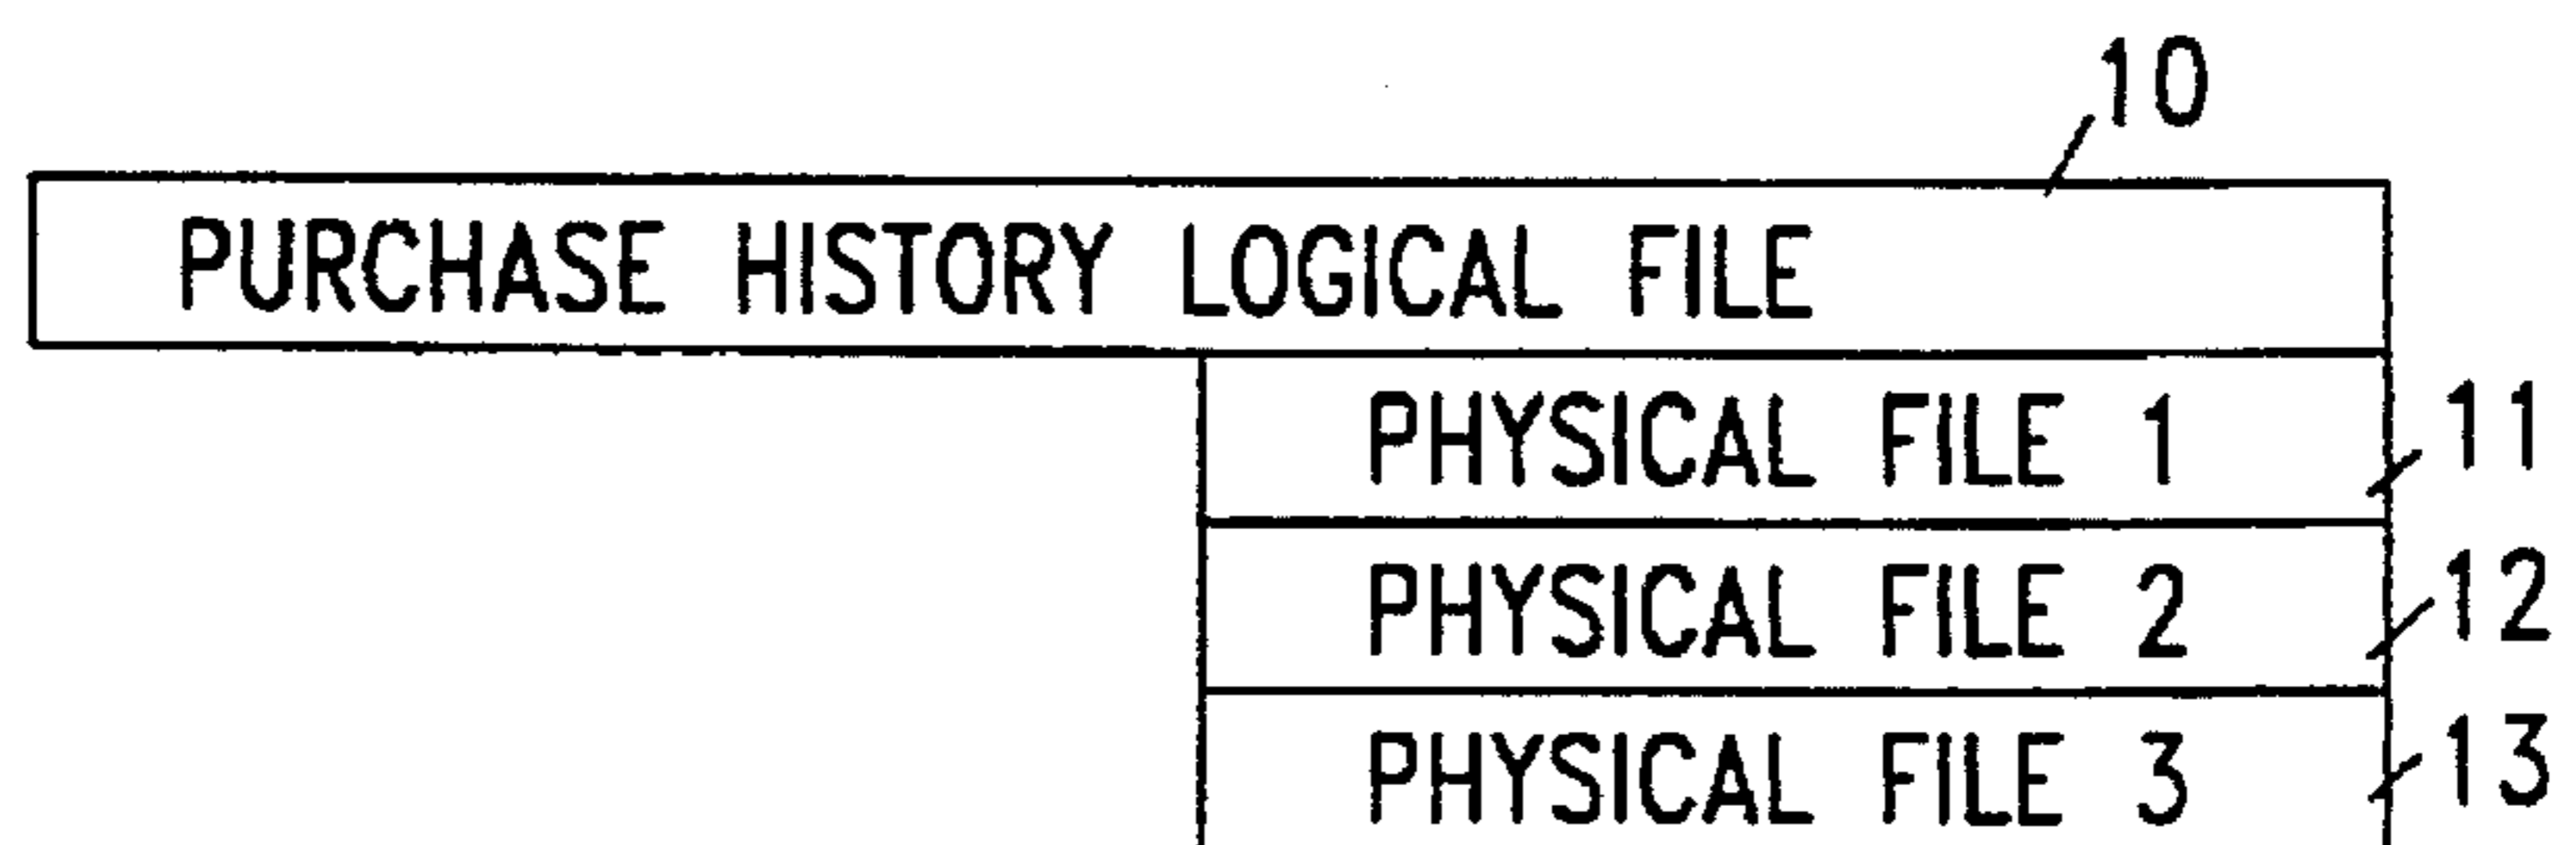 10
PURCHASE HISTORY LOGICAL FILE
PHYSICAL FILE 1 11
PHYSICAL FILE 2 12
PHYSICAL FILE 3 13